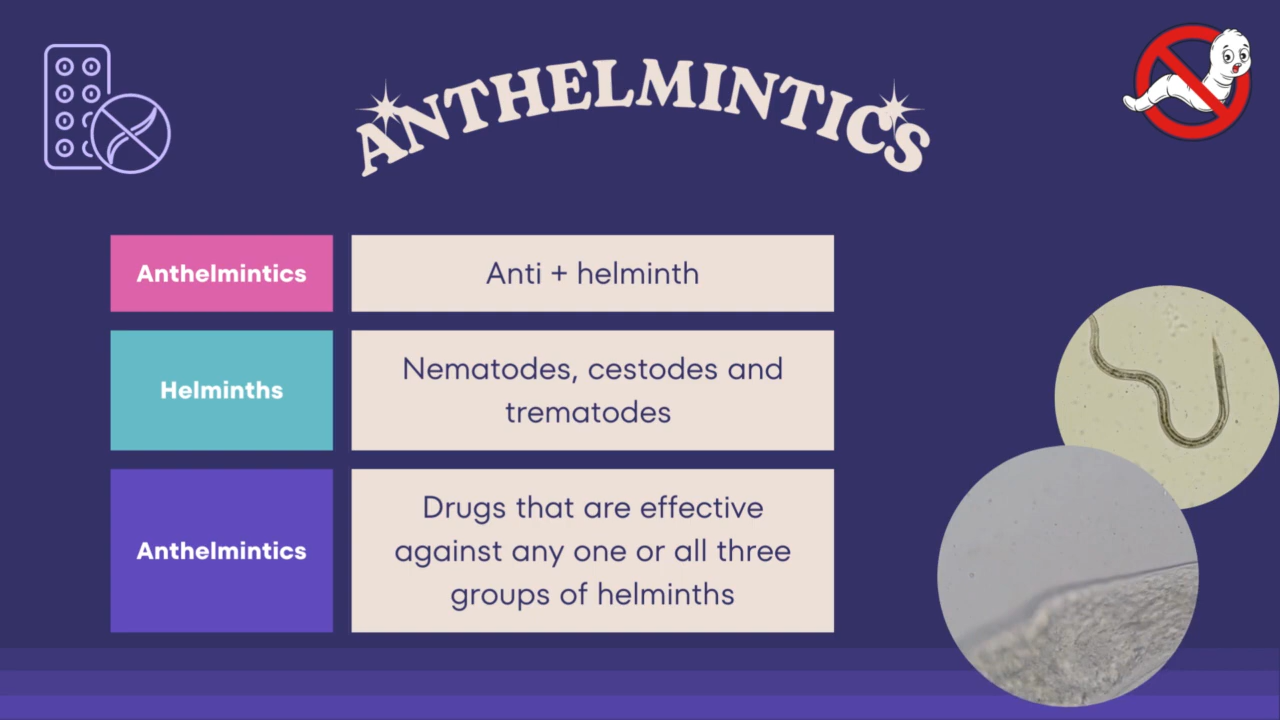 ANTHELMINTICS
Anthelmintics
Anti + helminth
Helminths
Nematodes, cestodes and
trematodes
Anthelmintics
Drugs that are effective
against any one or all three
groups of helminths